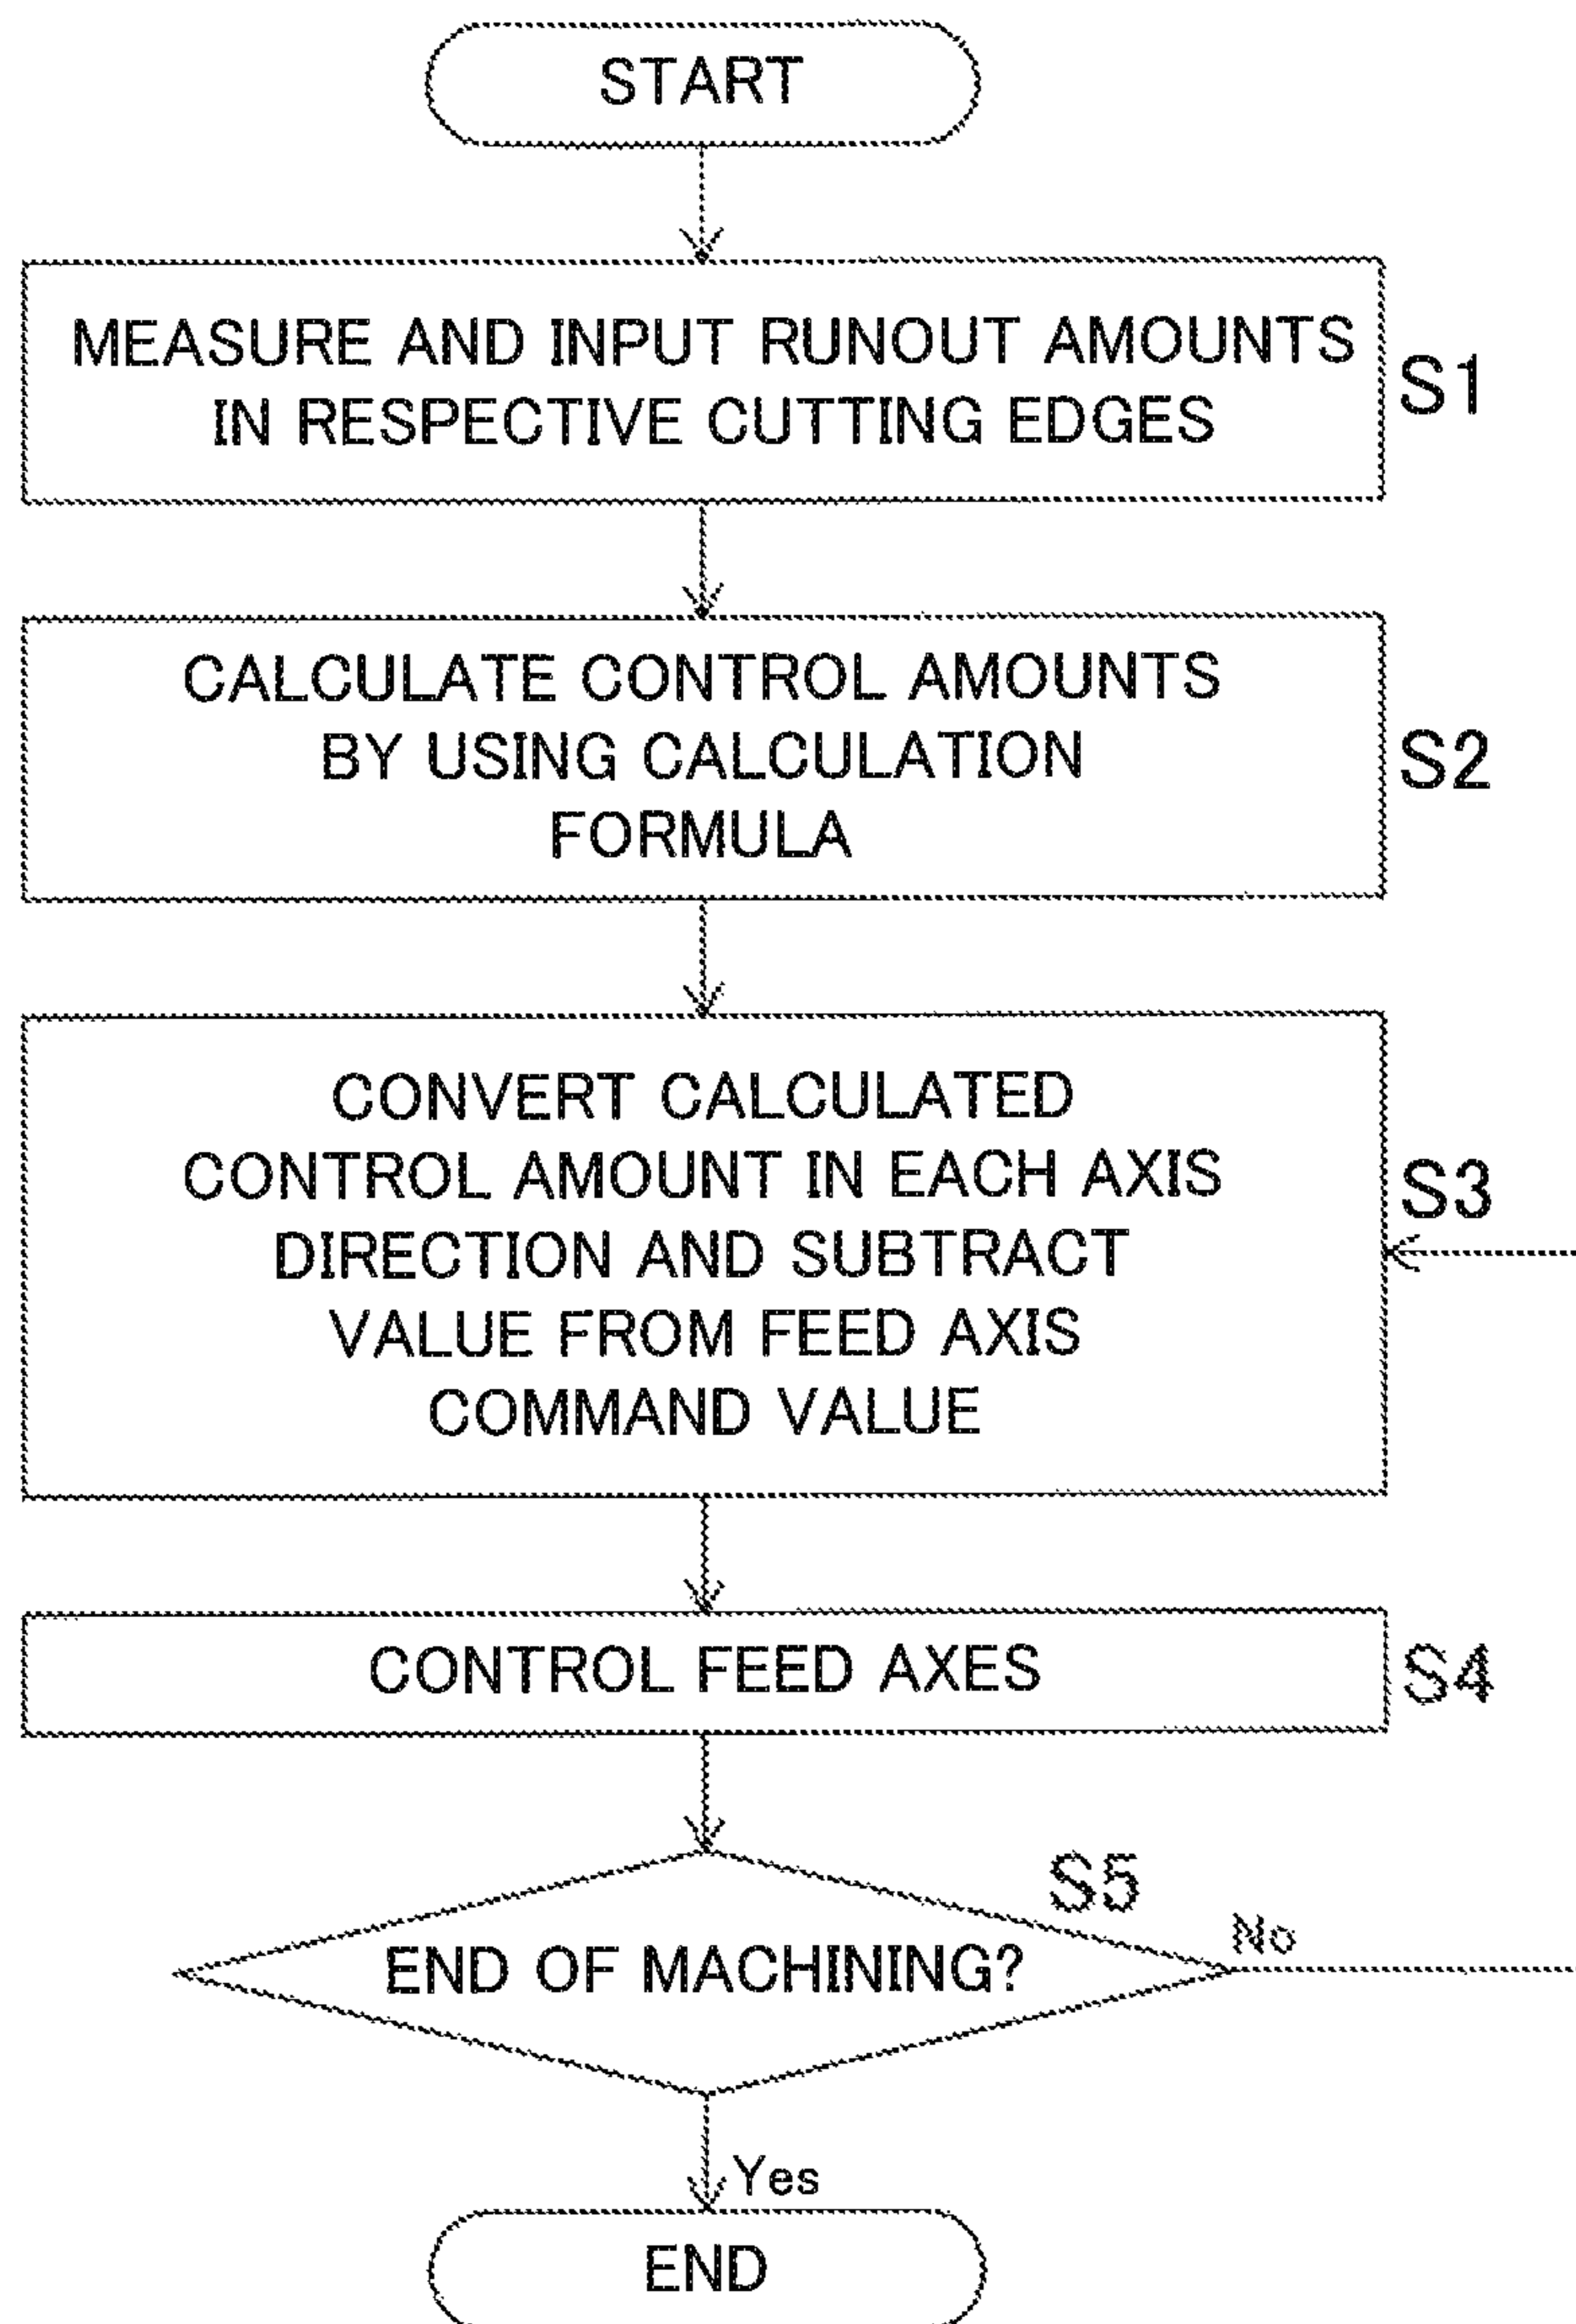 START
MEASURE AND INPUT RUNOUT AMOUNTS
IN RESPECTIVE CUTTING EDGES
S1
CALCULATE CONTROL AMOUNTS
BY USING CALCULATION
FORMULA
S2
CONVERT CALCULATED
CONTROL AMOUNT IN EACH AXIS
DIRECTION AND SUBTRACT
VALUE FROM FEED AXIS
COMMAND VALUE
S3
CONTROL FEED AXES
S4
S5
END OF MACHINING?
No
Yes
END